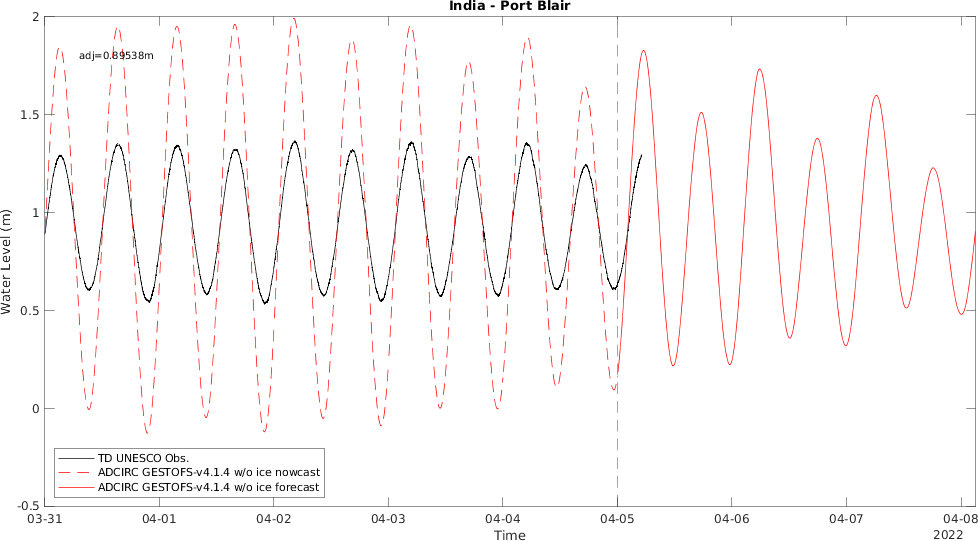 India - Port Blair
adj=0.89538m
2
1.5
1
0.5
0
-0.5
Water Level (m)
TD UNESCO Obs.
ADCIRC GESTOFS-v4.1.4 w/o ice nowcast
ADCIRC GESTOFS-v4.1.4 w/o ice forecast
03-31 04-01 04-02 04-03 04-04 04-05 04-06 04-07 04-08
Time
2022